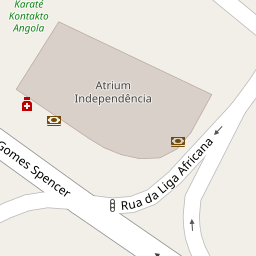 Karaté
Kontakto
Angola
Atrium
Independência
Gomes Spencer
Rua da Liga Africana